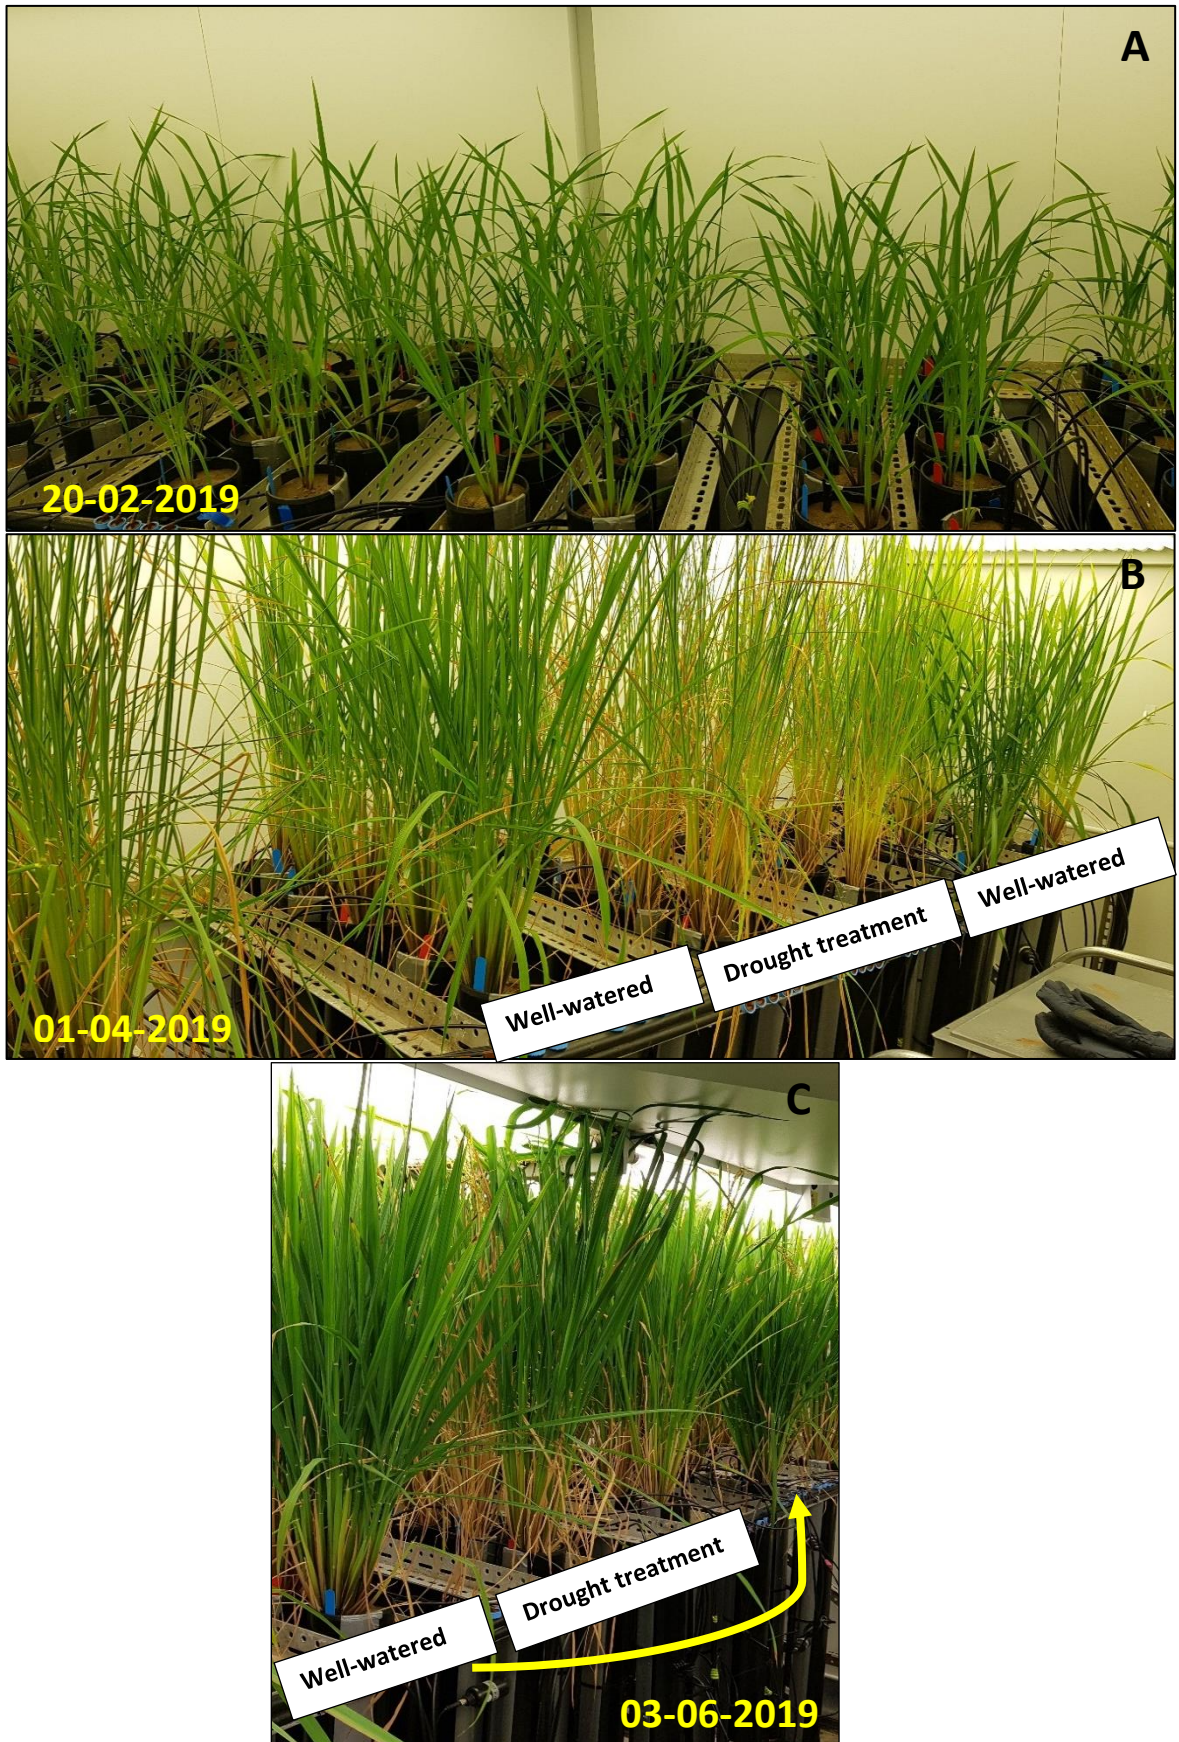 A
20-02-2019
B
Well-watered
Drought treatment
Well-watered
01-04-2019
C
Drought treatment
Well-watered
03-06-2019